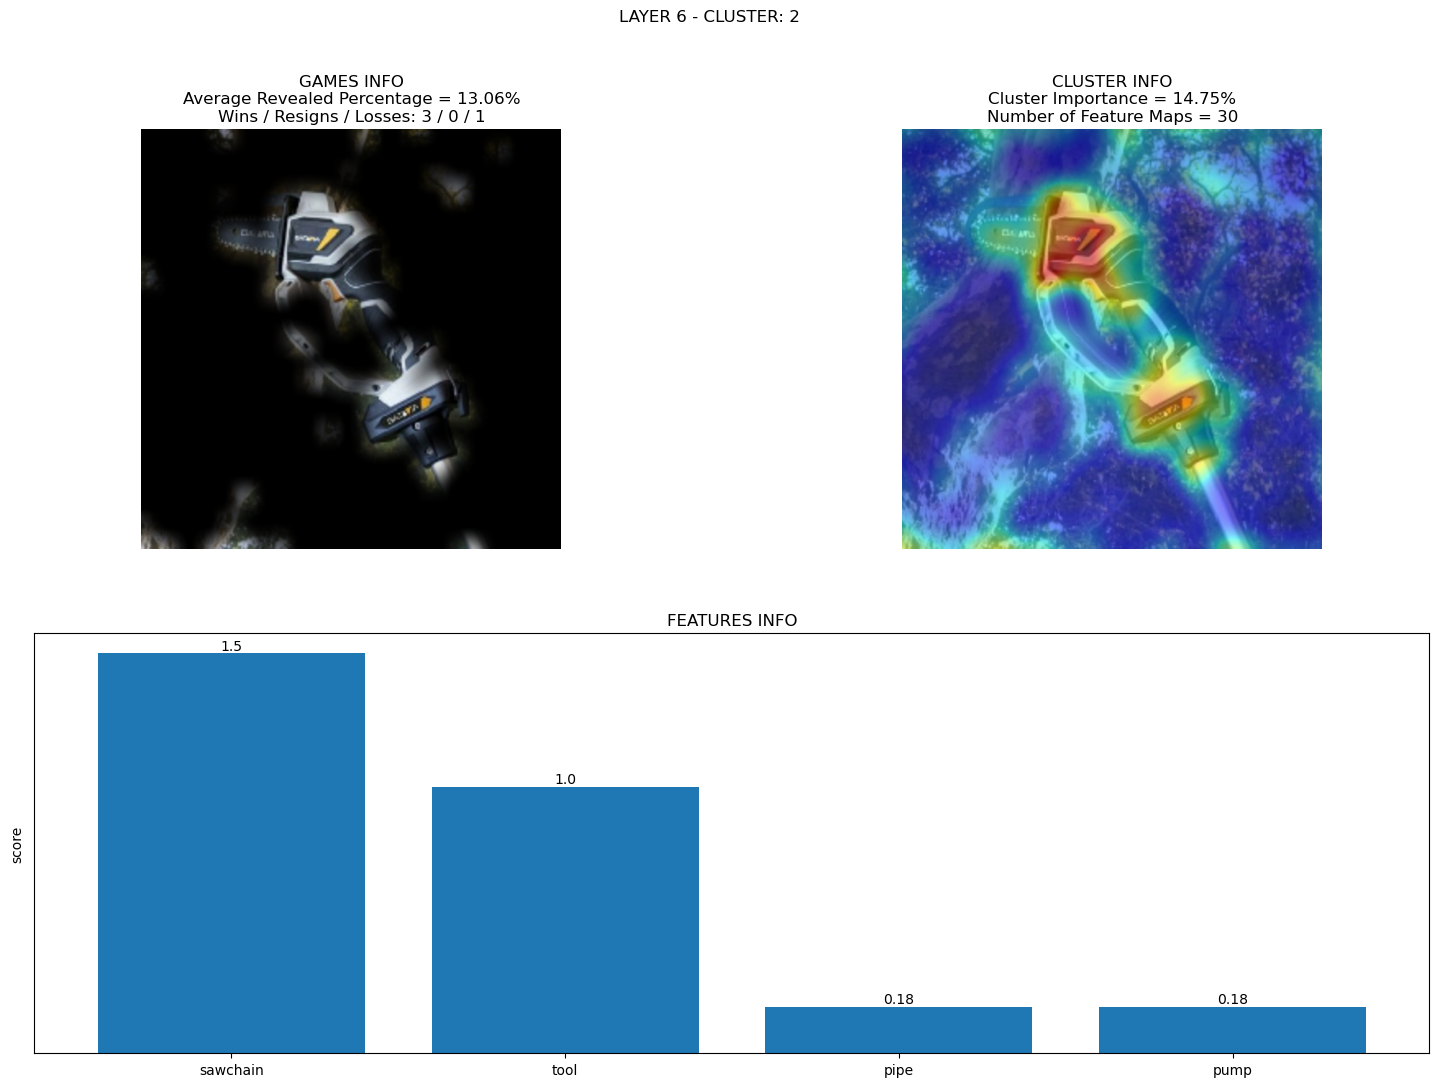 LAYER 6 - CLUSTER: 2
GAMES INFO
Average Revealed Percentage = 13.06%
Wins / Resigns / Losses: 3 / 0 / 1
CLUSTER INFO
Cluster Importance = 14.75%
Number of Feature Maps = 30
FEATURES INFO
score
1.5
1.0
0.18
0.18
sawchain
tool
pipe
pump